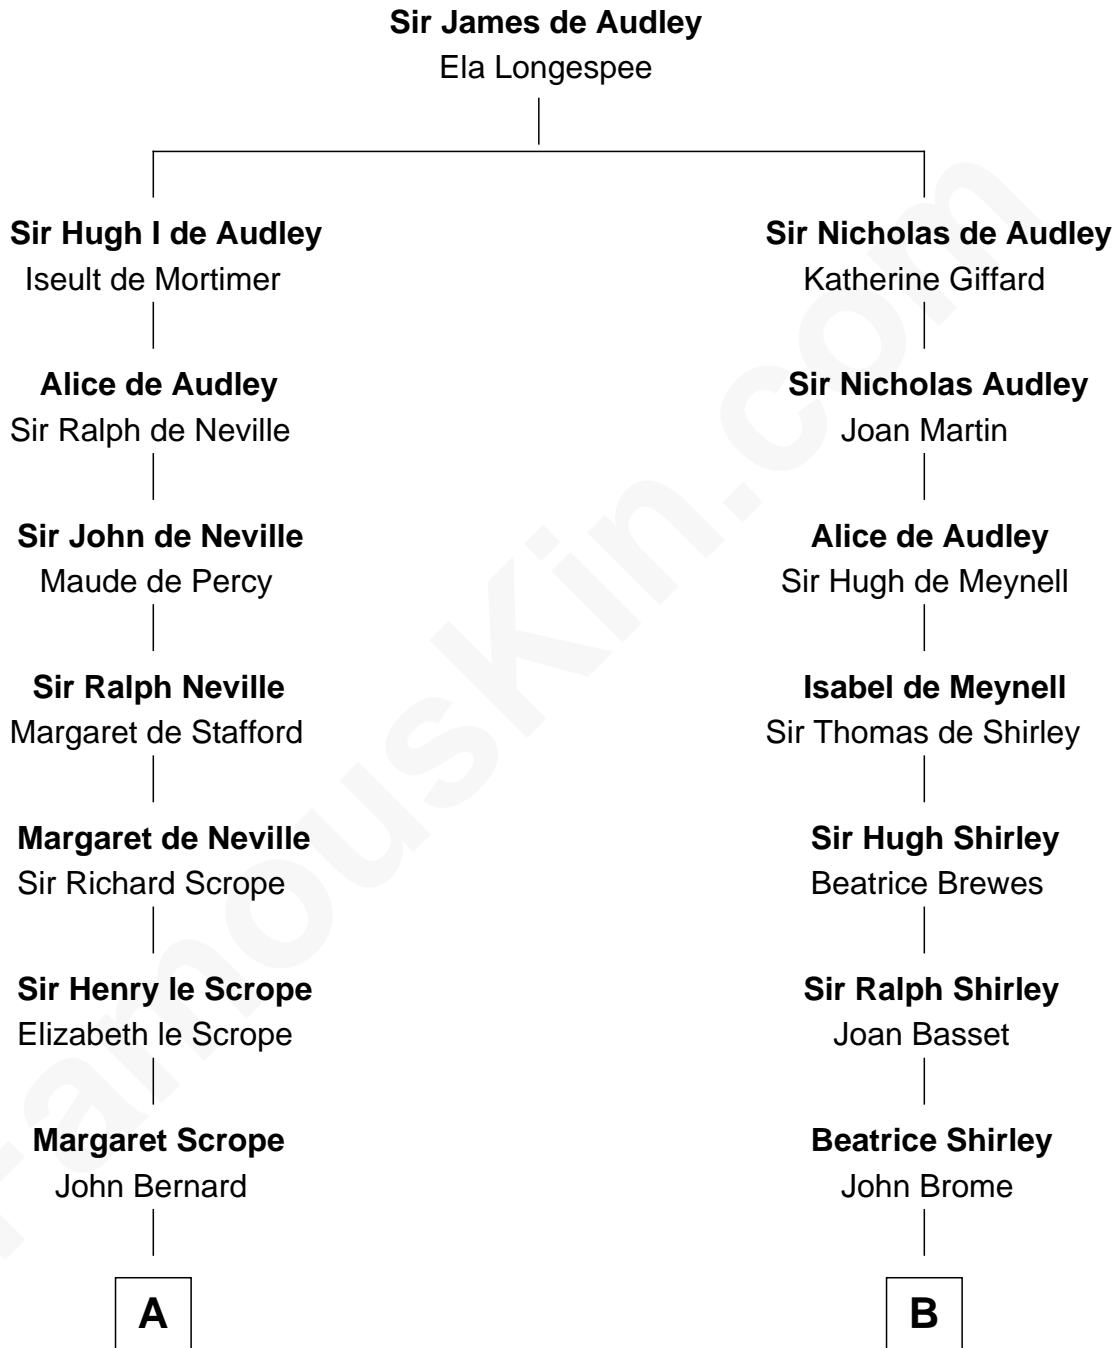 Sir James de Audley
Ela Longespee
Sir Hugh I de Audley
Iseult de Mortimer
Sir Nicholas de Audley
Katherine Giffard
Alice de Audley
Sir Ralph de Neville
Sir Nicholas Audley
Joan Martin
Sir John de Neville
Maude de Percy
Alice de Audley
Sir Hugh de Meynell
Sir Ralph Neville
Margaret de Stafford
Isabel de Meynell
Sir Thomas de Shirley
Margaret de Neville
Sir Richard Scrope
Sir Hugh Shirley
Beatrice Brewes
Sir Henry le Scrope
Elizabeth le Scrope
Sir Ralph Shirley
Joan Basset
Margaret Scrope
John Bernard
Beatrice Shirley
John Brome
A
B
FamousKin.com